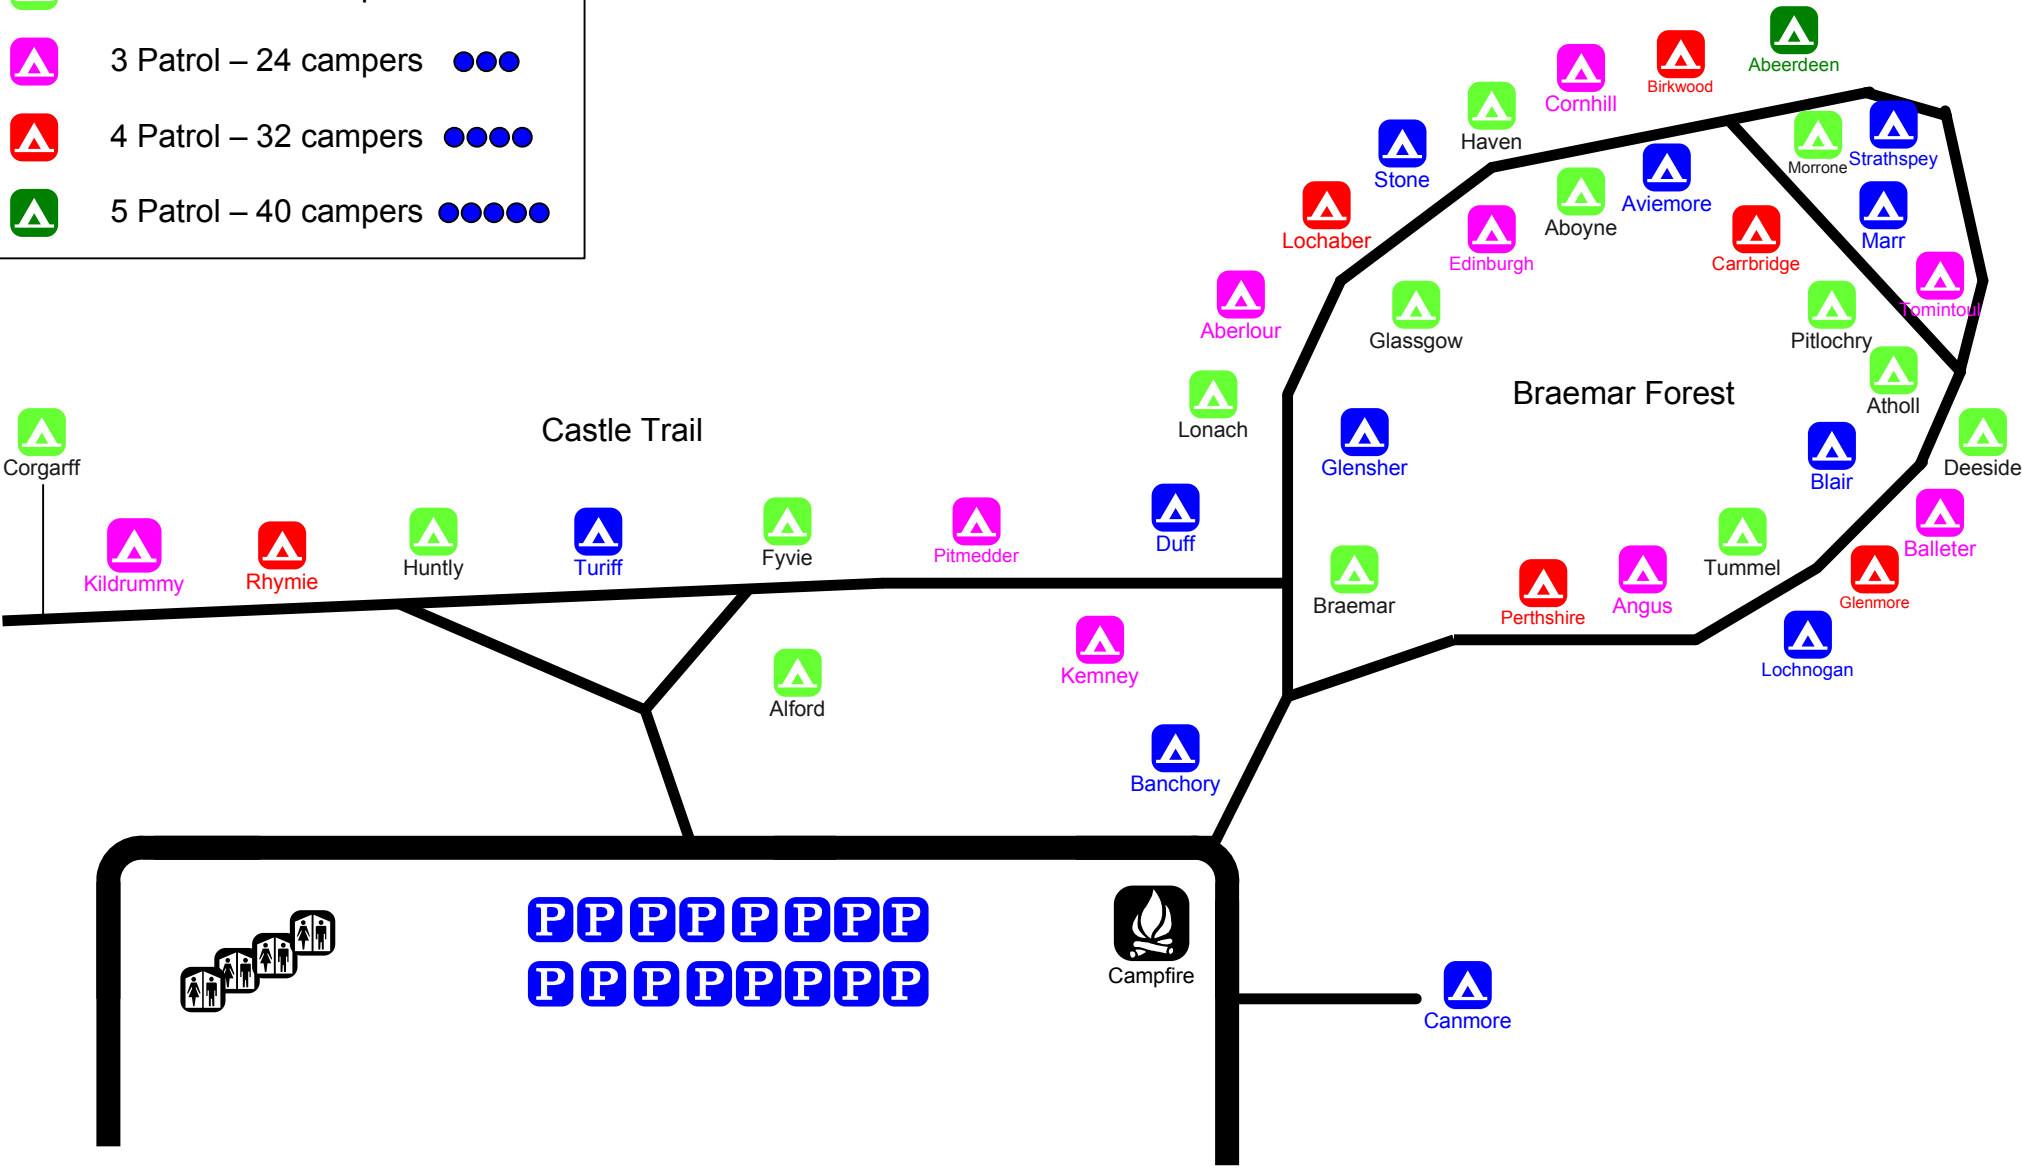 3 Patrol – 24 campers
4 Patrol – 32 campers
5 Patrol – 40 campers
Abeerdeen
Birkwood
Cornhill
Haven
Morrone
Strathspey
Stone
Aviemore
Aboyne
Lochaber
Marr
Edinburgh
Carrbridge
Tomintoul
Aberlour
Glassgow
Pitlochry
Braemar Forest
Atholl
Castle Trail
Lonach
Corgarff
Glensher
Deeside
Blair
Duff
Balleter
Pitmedder
Fyvie
Huntly
Turiff
Tummel
Kildrummy
Rhymie
Braemar
Perthshire
Angus
Glenmore
Kemney
Lochnogan
Alford
Banchory
P P P P P P P P
P P P P P P P P
Campfire
Canmore